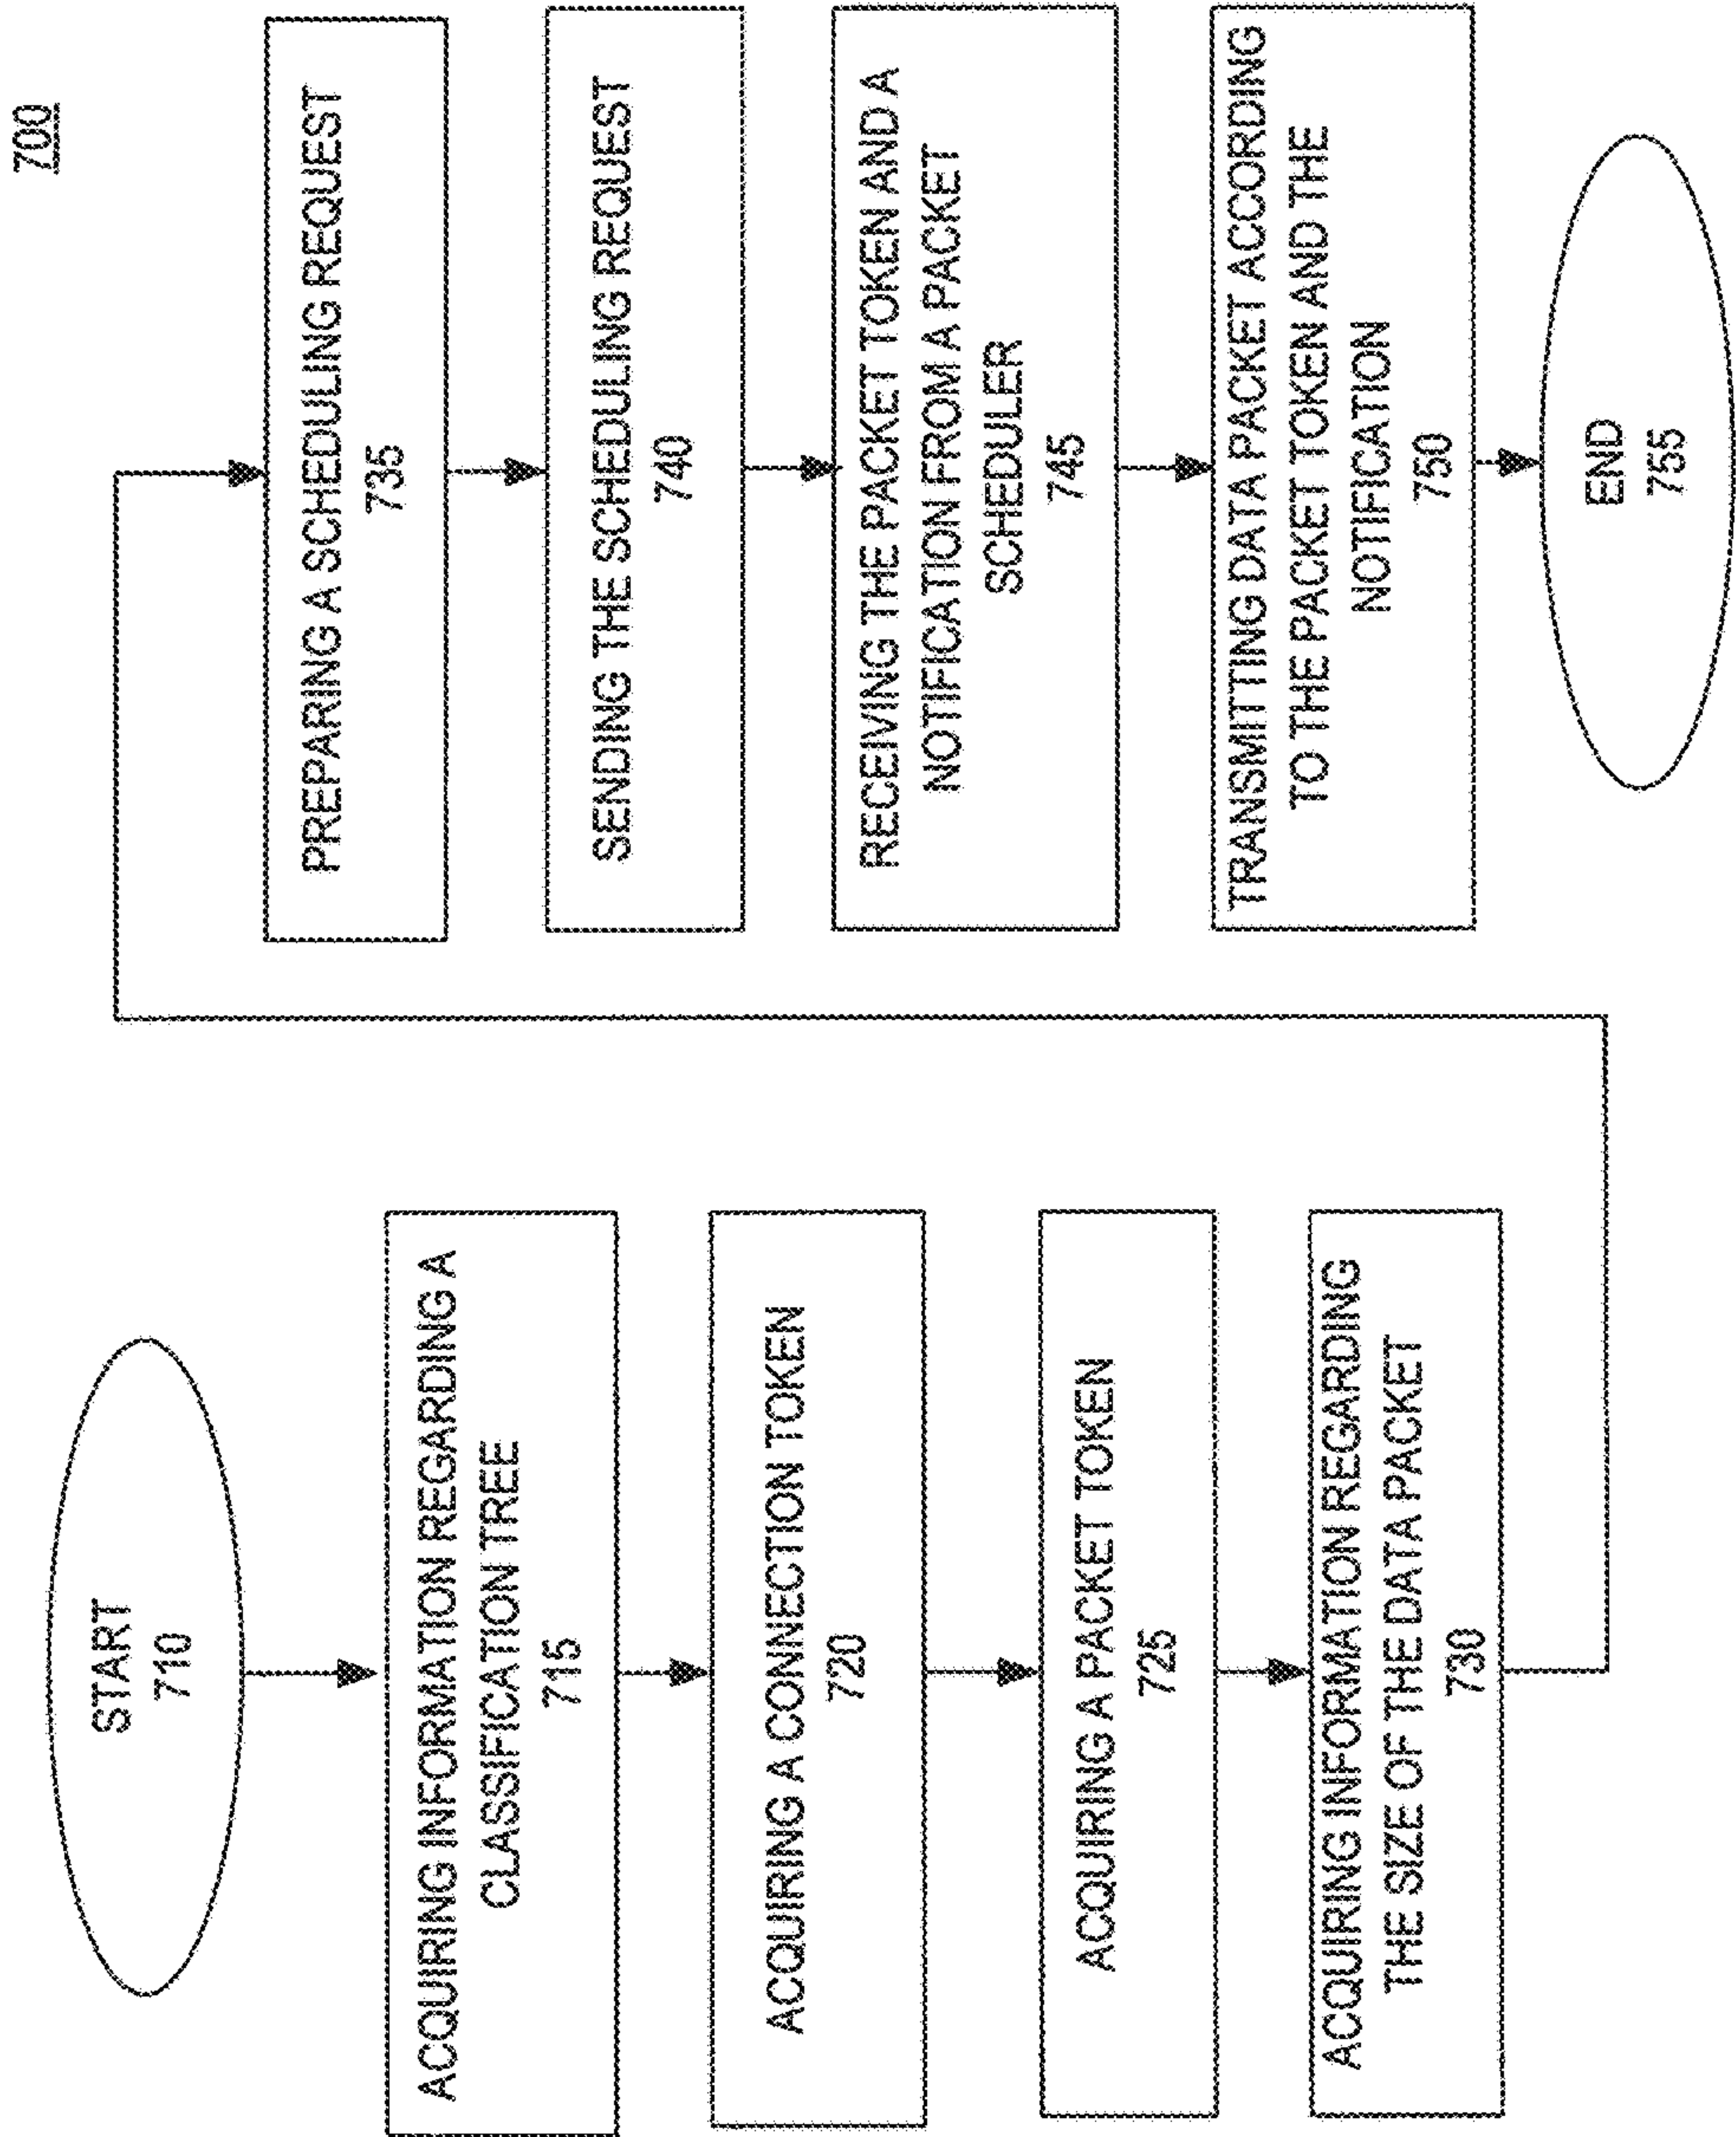 700
START
710
ACQUIRING INFORMATION REGARDING A
CLASSIFICATION TREE
715
ACQUIRING A CONNECTION TOKEN
720
ACQUIRING A PACKET TOKEN
725
ACQUIRING INFORMATION REGARDING
THE SIZE OF THE DATA PACKET
730
PREPARING A SCHEDULING REQUEST
735
SENDING THE SCHEDULING REQUEST
740
RECEIVING THE PACKET TOKEN AND A
NOTIFICATION FROM A PACKET
SCHEDULER
745
TRANSMITTING DATA PACKET ACCORDING
TO THE PACKET TOKEN AND THE
NOTIFICATION
750
END
755